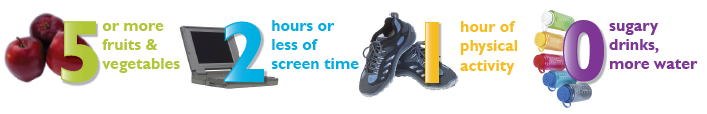 5 or more
fruits &
vegetables
2 hours or
less of
screen time
1 hour of
physical
activity
0 sugary
drinks,
more water